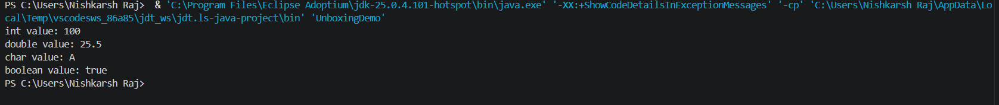 PS C:\Users\Nishkarsh Raj>  & 'C:\Program Files\Eclipse Adoptium\jdk-25.0.4.101-hotspot\bin\java.exe' '-XX:+ShowCodeDetailsInExceptionMessages' '-cp' 'C:\Users\Nishkarsh Raj\AppData\Lo
cal\Temp\vscodesws_86a85\jdt_ws\jdt.ls-java-project\bin' 'UnboxingDemo'
int value: 100
double value: 25.5
char value: A
boolean value: true
PS C:\Users\Nishkarsh Raj>